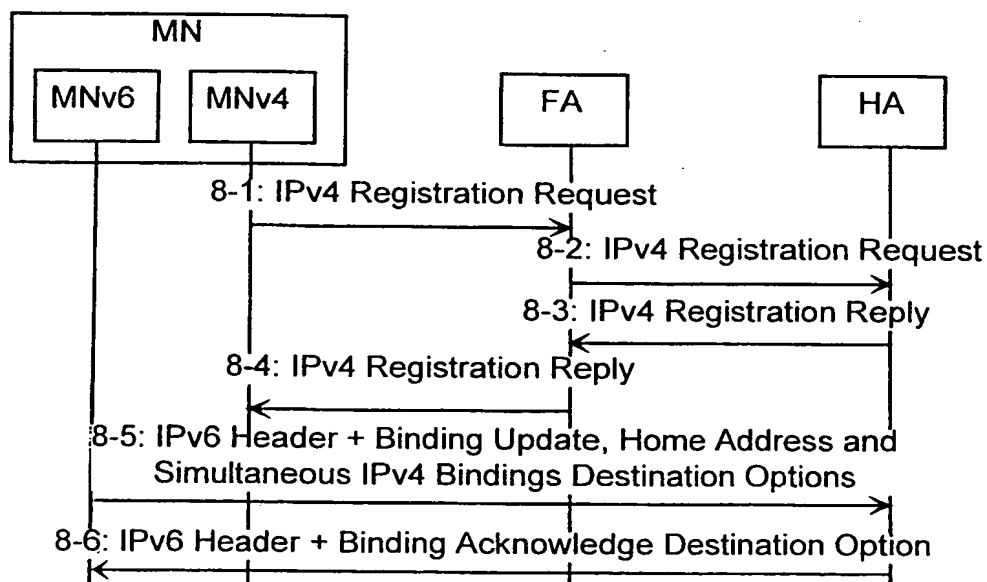 MN
MNv6
MNv4
FA
HA
8-1: IPv4 Registration Request
8-2: IPv4 Registration Request
8-3: IPv4 Registration Reply
8-4: IPv4 Registration Reply
8-5: IPv6 Header + Binding Update, Home Address and
Simultaneous IPv4 Bindings Destination Options
8-6: IPv6 Header + Binding Acknowledge Destination Option